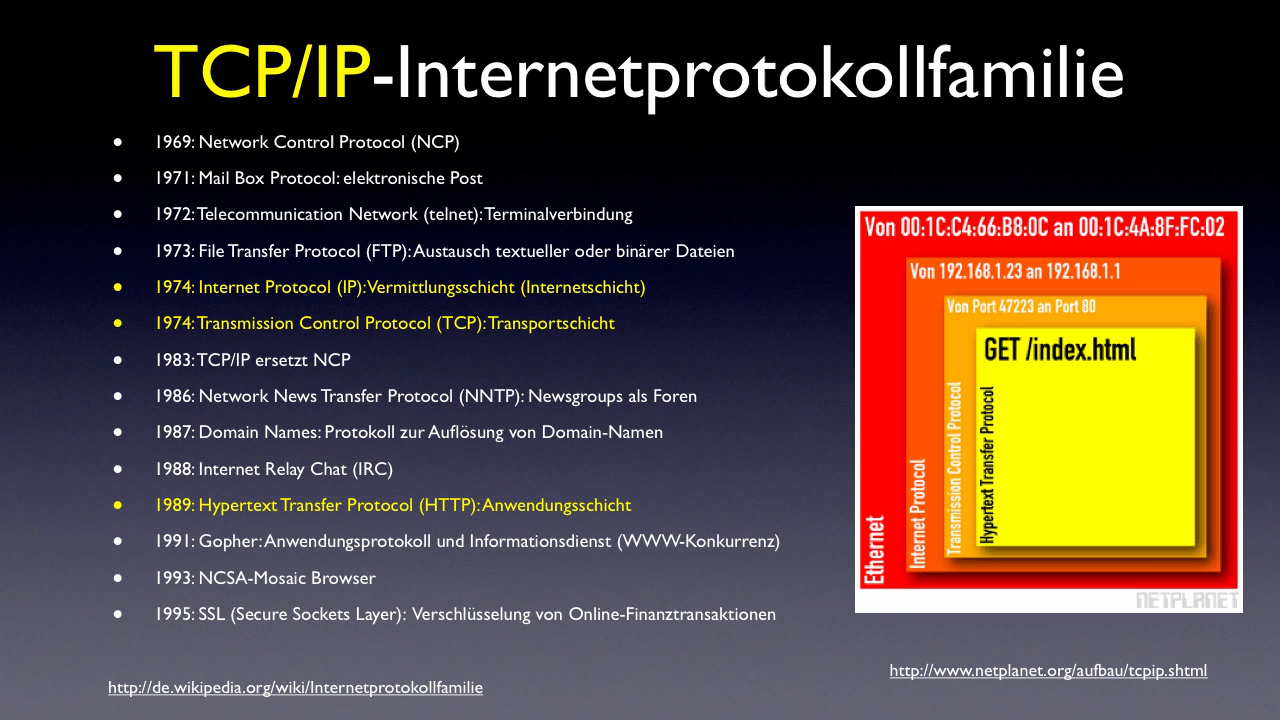 TCP/IP-Internetprotokollfamilie
• 1969: Network Control Protocol (NCP)
• 1971: Mail Box Protocol: elektronische Post
• 1972: Telecommunication Network (telnet): Terminalverbindung
• 1973: File Transfer Protocol (FTP): Austausch textueller oder binärer Dateien
• 1974: Internet Protocol (IP): Vermittlungsschicht (Internetschicht)
• 1974: Transmission Control Protocol (TCP): Transportschicht
• 1983: TCP/IP ersetzt NCP
• 1986: Network News Transfer Protocol (NNTP): Newsgroups als Foren
• 1987: Domain Names: Protokoll zur Auflösung von Domain-Namen
• 1988: Internet Relay Chat (IRC)
• 1989: Hypertext Transfer Protocol (HTTP): Anwendungsschicht
• 1991: Gopher: Anwendungsprotokoll und Informationsdienst (WWW-Konkurrenz)
• 1993: NCSA-Mosaic Browser
• 1995: SSL (Secure Sockets Layer): Verschlüsselung von Online-Finanztransaktionen
http://de.wikipedia.org/wiki/Internetprotokollfamilie
Von 00:1C:C4:66:B8:0C an 00:1C:4A:8F:FC:02
Von 192.168.1.23 an 192.168.1.1
Von Port 47223 an Port 80
GET /index.html
Ethernet
Internet Protocol
Transmission Control Protocol
Hypertext Transfer Protocol
NETPLANET
http://www.netplanet.org/aufbau/tcpip.shtml